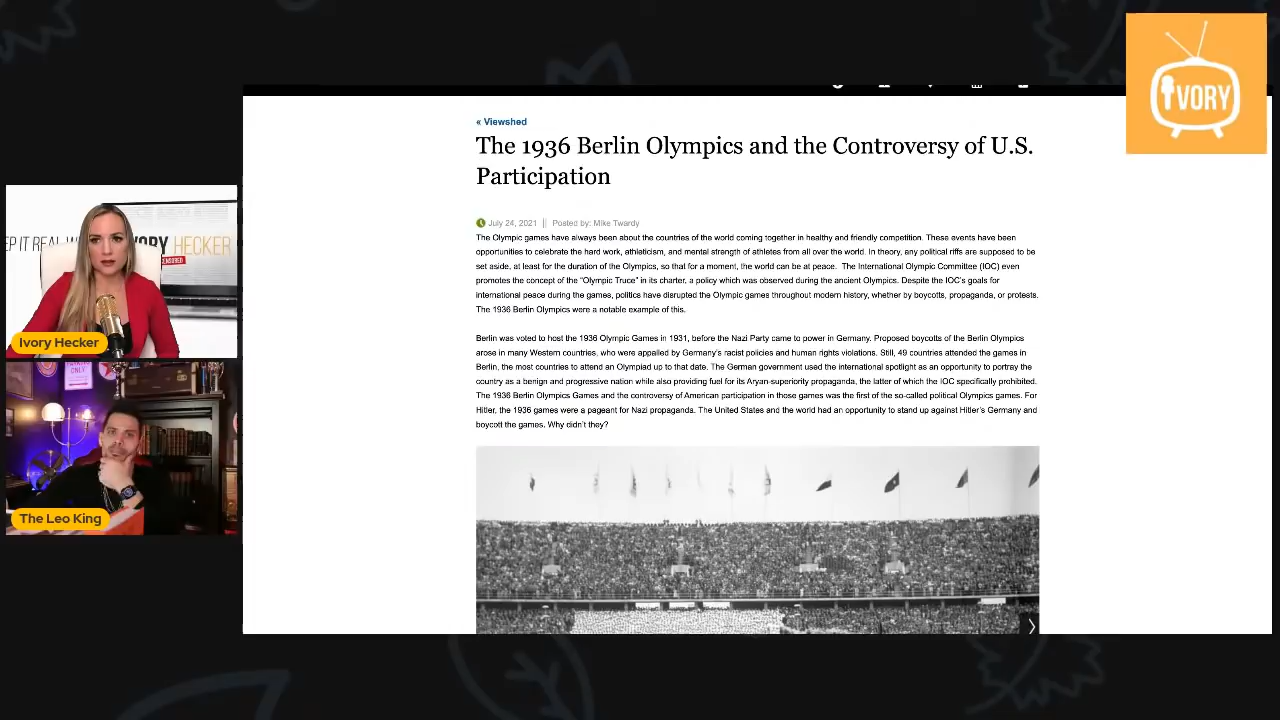 « Viewshed
The 1936 Berlin Olympics and the Controversy of U.S.
Participation
July 24, 2021 || Posted by: Mike Twardy
The Olympic games have always been about the countries of the world coming together in healthy and friendly competition. These events have been
opportunities to celebrate the hard work, athleticism, and mental strength of athletes from all over the world. In theory, any political riffs are supposed to be
set aside, at least for the duration of the Olympics, so that for a moment, the world can be at peace. The International Olympic Committee (IOC) even
promotes the concept of the "Olympic Truce" in its charter, a policy which was observed during the ancient Olympics. Despite the IOC's goals for
international peace during the games, politics have disrupted the Olympic games throughout modern history, whether by boycotts, propaganda, or protests.
The 1936 Berlin Olympics were a notable example of this.
Berlin was voted to host the 1936 Olympic Games in 1931, before the Nazi Party came to power in Germany. Proposed boycotts of the Berlin Olympics
arose in many Western countries, who were appalled by Germany's racist policies and human rights violations. Still, 49 countries attended the games in
Berlin, the most countries to attend an Olympiad up to that date. The German government used the international spotlight as an opportunity to portray the
country as a benign and progressive nation while also providing fuel for its Aryan-superiority propaganda, the latter of which the IOC specifically prohibited.
The 1936 Berlin Olympics Games and the controversy of American participation in those games was the first of the so-called political Olympics games. For
Hitler, the 1936 games were a pageant for Nazi propaganda. The United States and the world had an opportunity to stand up against Hitler's Germany and
boycott the games. Why didn't they?
IVORY
EP IT REAL IVORY HECKER
Ivory Hecker
The Leo King